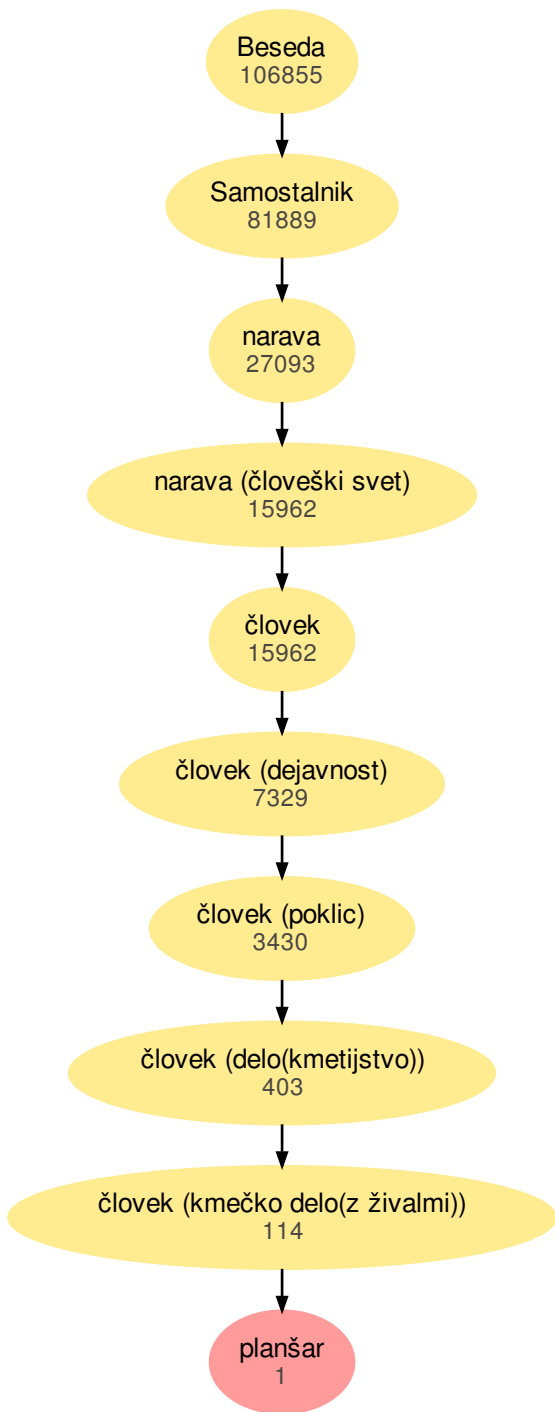 Beseda
106855
Samostalnik
81889
narava
27093
narava (človeški svet)
15962
človek
15962
človek (dejavnost)
7329
človek (poklic)
3430
človek (delo(kmetijstvo))
403
človek (kmečko delo(z živalmi))
114
planšar
1